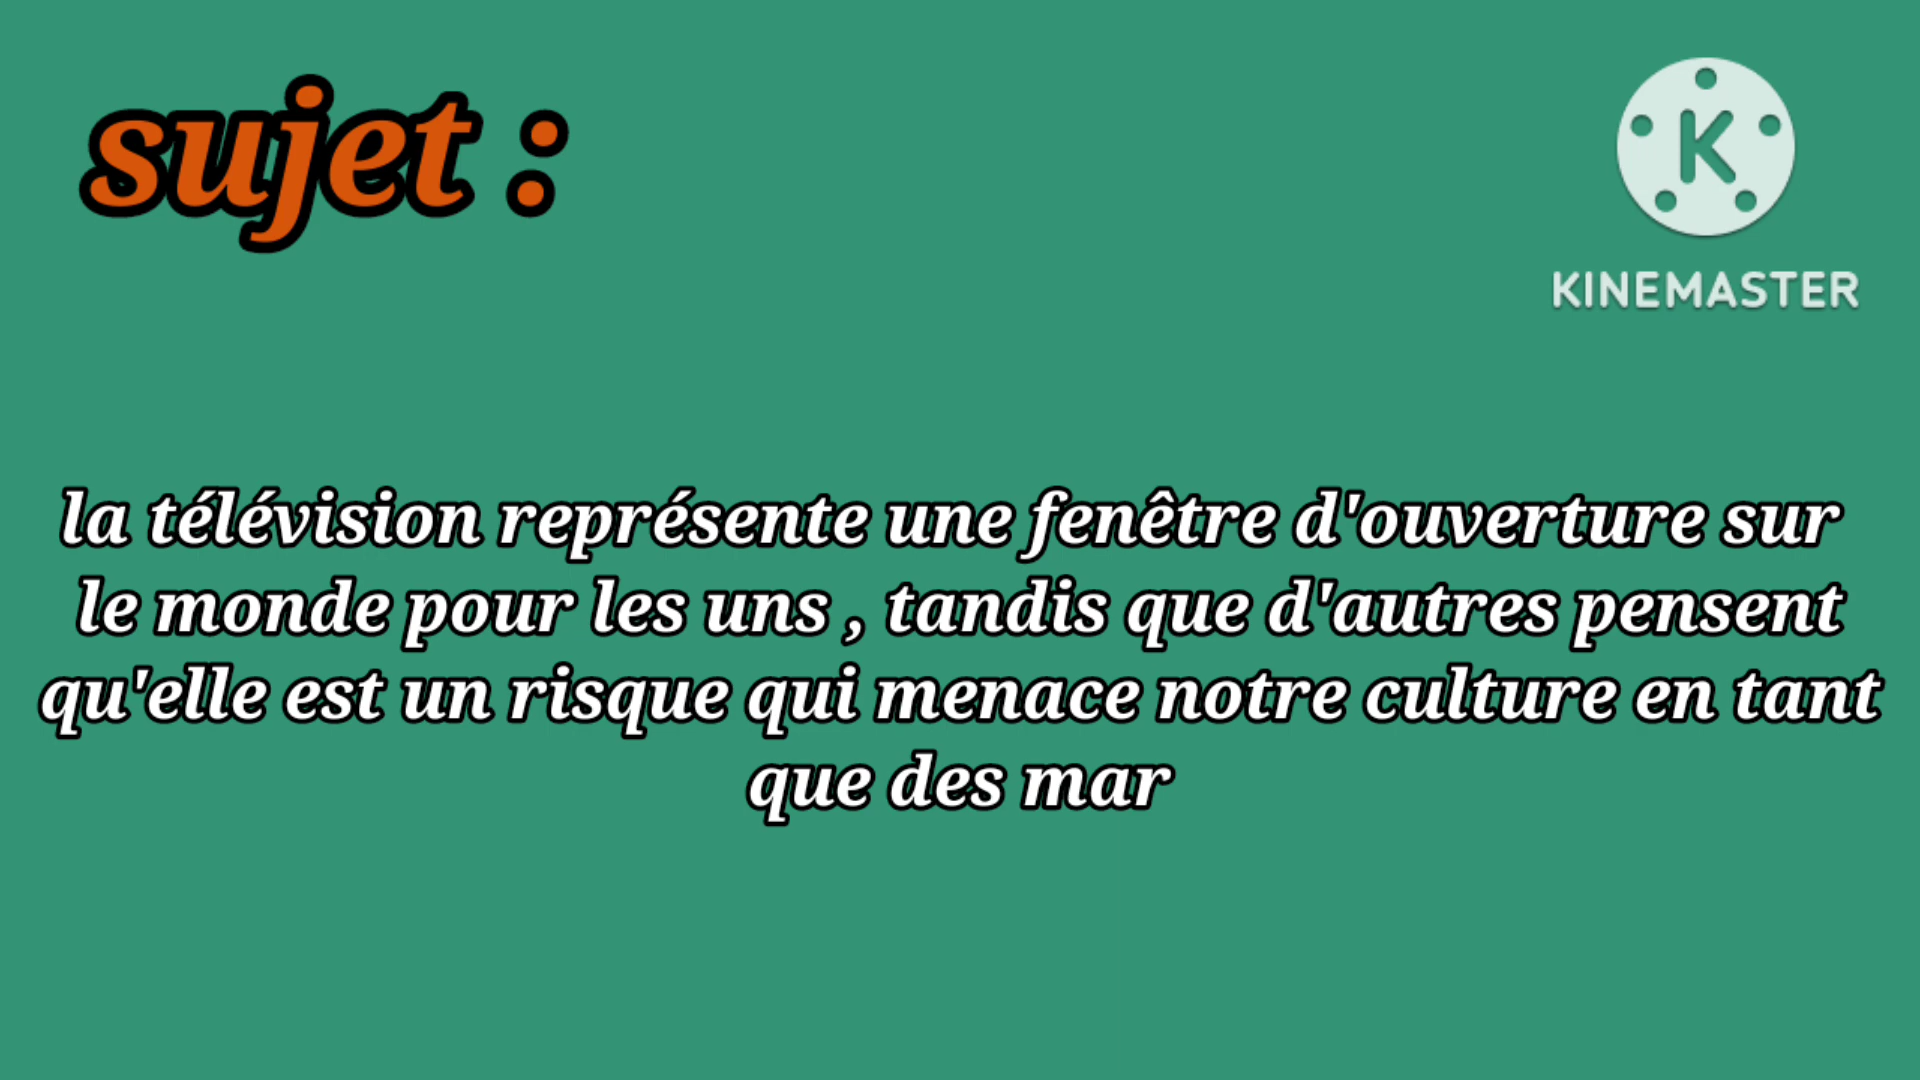 sujet :
KINEMASTER
la télévision représente une fenêtre d'ouverture sur
le monde pour les uns , tandis que d'autres pensent
qu'elle est un risque qui menace notre culture en tant
que des mar